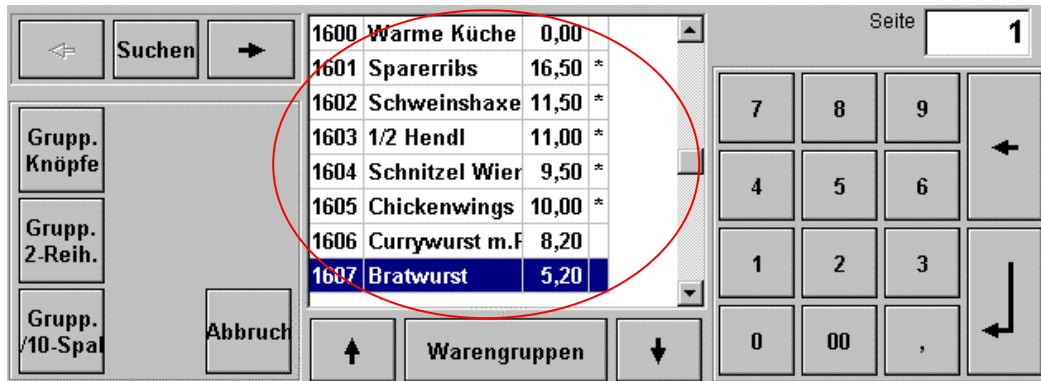 Suchen
Grupp.
Knöpfe
Grupp.
2-Reih.
Grupp.
/10-Spal
Abbruch
1600 Warme Küche 0,00
1601 Sparerribs 16,50 *
1602 Schweinshaxe 11,50 *
1603 1/2 Hendl 11,00 *
1604 Schnitzel Wier 9,50 *
1605 Chickenwings 10,00 *
1606 Currywurst m.F 8,20
1607 Bratwurst 5,20
Warengruppen
Seite 1
7 8 9
4 5 6
1 2 3
0 00 ,